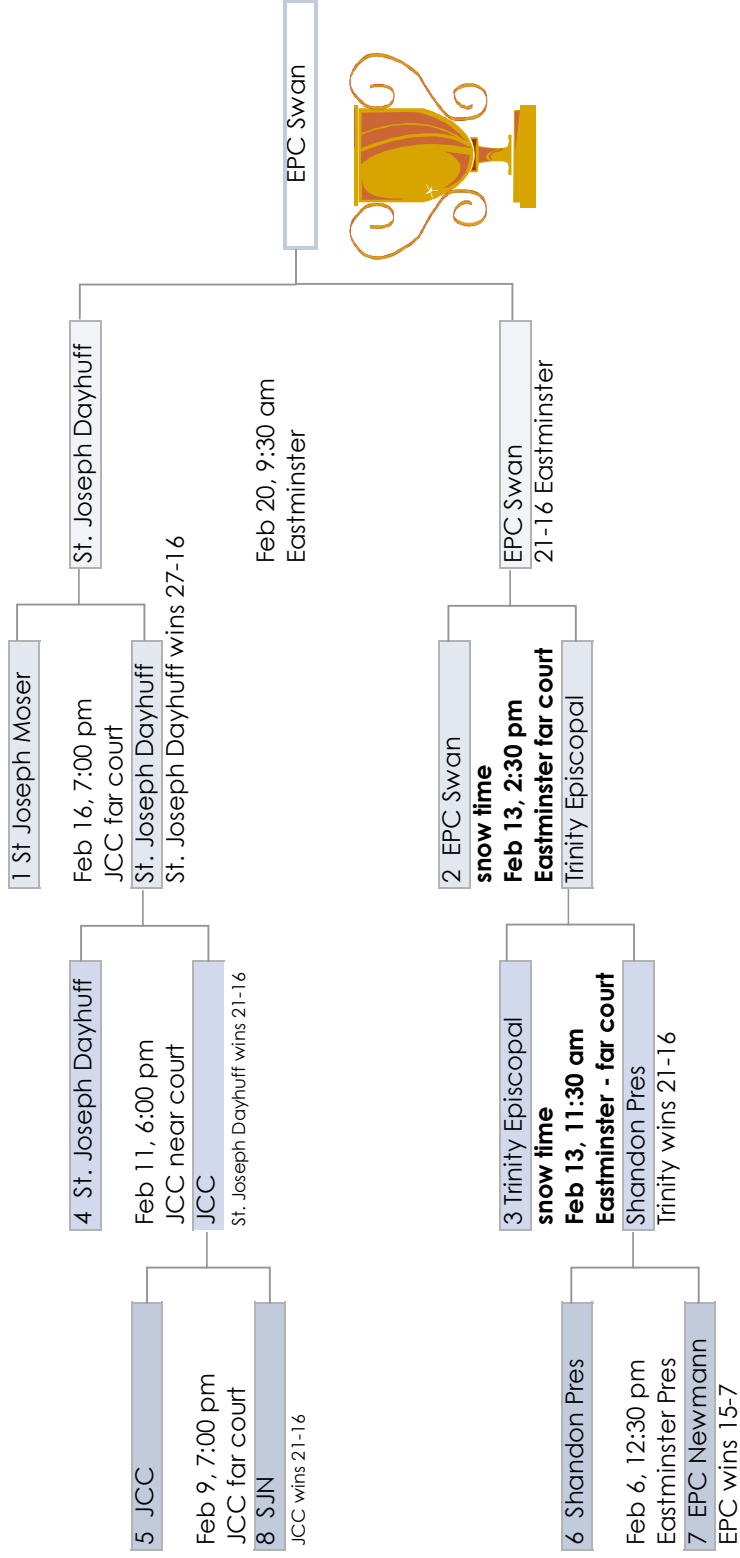 5 JCC
Feb 9, 7:00 pm
JCC far court
8 SJN
JCC wins 21-16
6 Shandon Pres
Feb 6, 12:30 pm
Eastminster Pres
7 EPC Newmann
EPC wins 15-7
4 St. Joseph Dayhuff
Feb 11, 6:00 pm
JCC near court
JCC
St. Joseph Dayhuff wins 21-16
3 Trinity Episcopal
snow time
Feb 13, 11:30 am
Eastminster - far court
Shandon Pres
Trinity wins 21-16
1 St Joseph Moser
Feb 16, 7:00 pm
JCC far court
St. Joseph Dayhuff
St. Joseph Dayhuff wins 27-16
2 EPC Swan
snow time
Feb 13, 2:30 pm
Eastminster far court
Trinity Episcopal
St. Joseph Dayhuff
Feb 20, 9:30 am
Eastminster
EPC Swan
21-16 Eastminster
EPC Swan